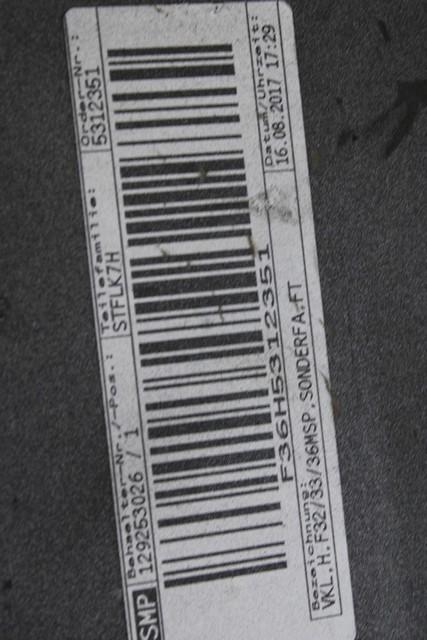 SMP
Behaelter-Nr./-Pos.:
129253026 / 1
Teilefamilie:
STFLK7H
Order-Nr.:
5312351
F36H5312351
Bezeichnung:
VKL.H.F32/33/36MSP.SONDERFA.FT
Datum/Uhrzeit:
16.08.2017 17:29